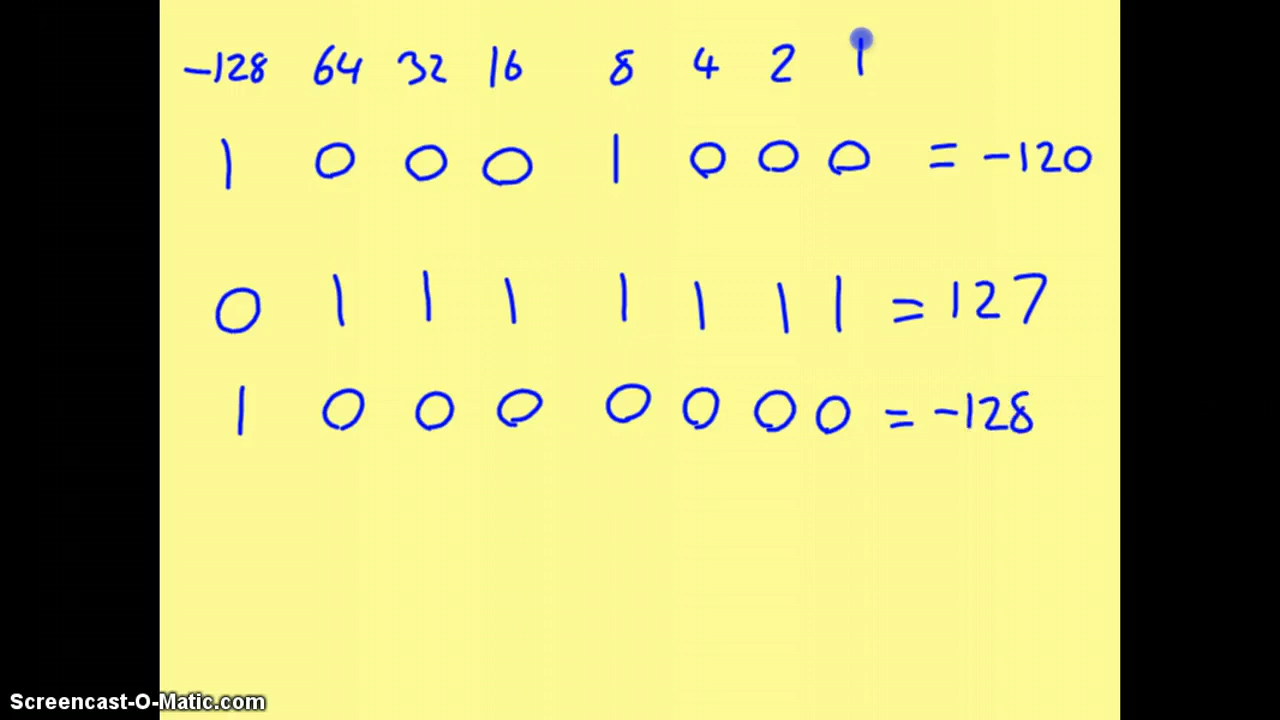 -128 64 32 16 8 4 2 1
1 0 0 0 1 0 0 0 = -120
0 1 1 1 1 1 1 1 = 127
1 0 0 0 0 0 0 0 = -128
Screencast-O-Matic.com